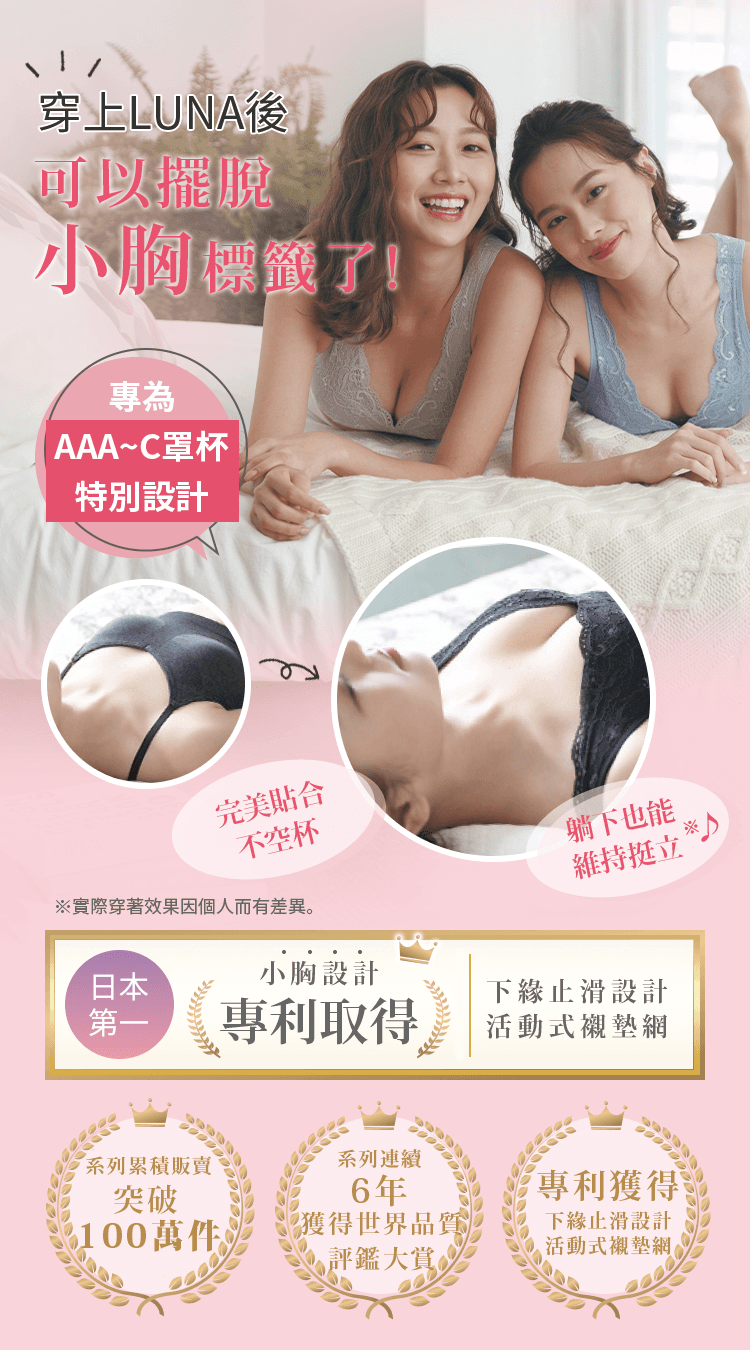 穿上LUNA後
可以擺脫
小胸標籤了!
專為
AAA~C罩杯
特別設計
完美貼合
不空杯
躺下也能
維持挺立※♪
※實際穿著效果因個人而有差異。
日本
第一
小胸設計
專利取得
下緣止滑設計
活動式襯墊網
系列累積販賣
突破
100萬件
系列連續
6年
獲得世界品質
評鑑大賞
專利獲得
下緣止滑設計
活動式襯墊網